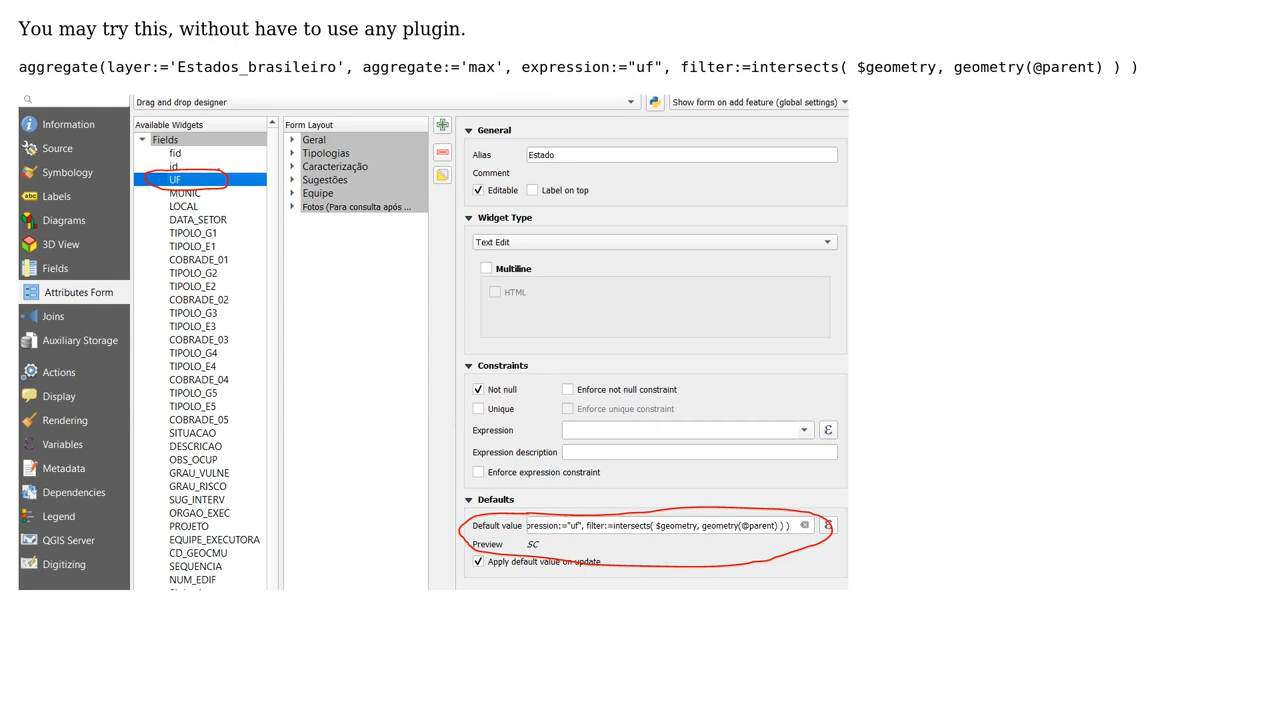 You may try this, without have to use any plugin.
aggregate(layer:='Estados_brasileiro', aggregate:='max', expression:="uf", filter:=intersects( $geometry, geometry(@parent) ) )
Drag and drop designer
Show form on add feature (global settings)
Information
Source
Symbology
abc Labels
Diagrams
3D View
Fields
Attributes Form
Joins
Auxiliary Storage
Actions
Display
Rendering
Variables
Metadata
Dependencies
Legend
QGIS Server
Digitizing
Available Widgets
Fields
fid
id
UF
MUNIC
LOCAL
DATA_SETOR
TIPOLO_G1
TIPOLO_E1
COBRADE_01
TIPOLO_G2
TIPOLO_E2
COBRADE_02
TIPOLO_G3
TIPOLO_E3
COBRADE_03
TIPOLO_G4
TIPOLO_E4
COBRADE_04
TIPOLO_G5
TIPOLO_E5
COBRADE_05
SITUACAO
DESCRICAO
OBS_OCUP
GRAU_VULNE
GRAU_RISCO
SUG_INTERV
ORGAO_EXEC
PROJETO
EQUIPE_EXECUTORA
CD_GEOCMU
SEQUENCIA
NUM_EDIF
Form Layout
Geral
Tipologias
Caracterização
Sugestões
Equipe
Fotos (Para consulta após ...
General
Alias Estado
Comment
Editable Label on top
Widget Type
Text Edit
Multiline
HTML
Constraints
Not null Enforce not null constraint
Unique Enforce unique constraint
Expression ε
Expression description
Enforce expression constraint
Defaults
Default value pression:="uf", filter:=intersects( $geometry, geometry(@parent) ) ) ε
Preview SC
Apply default value on update